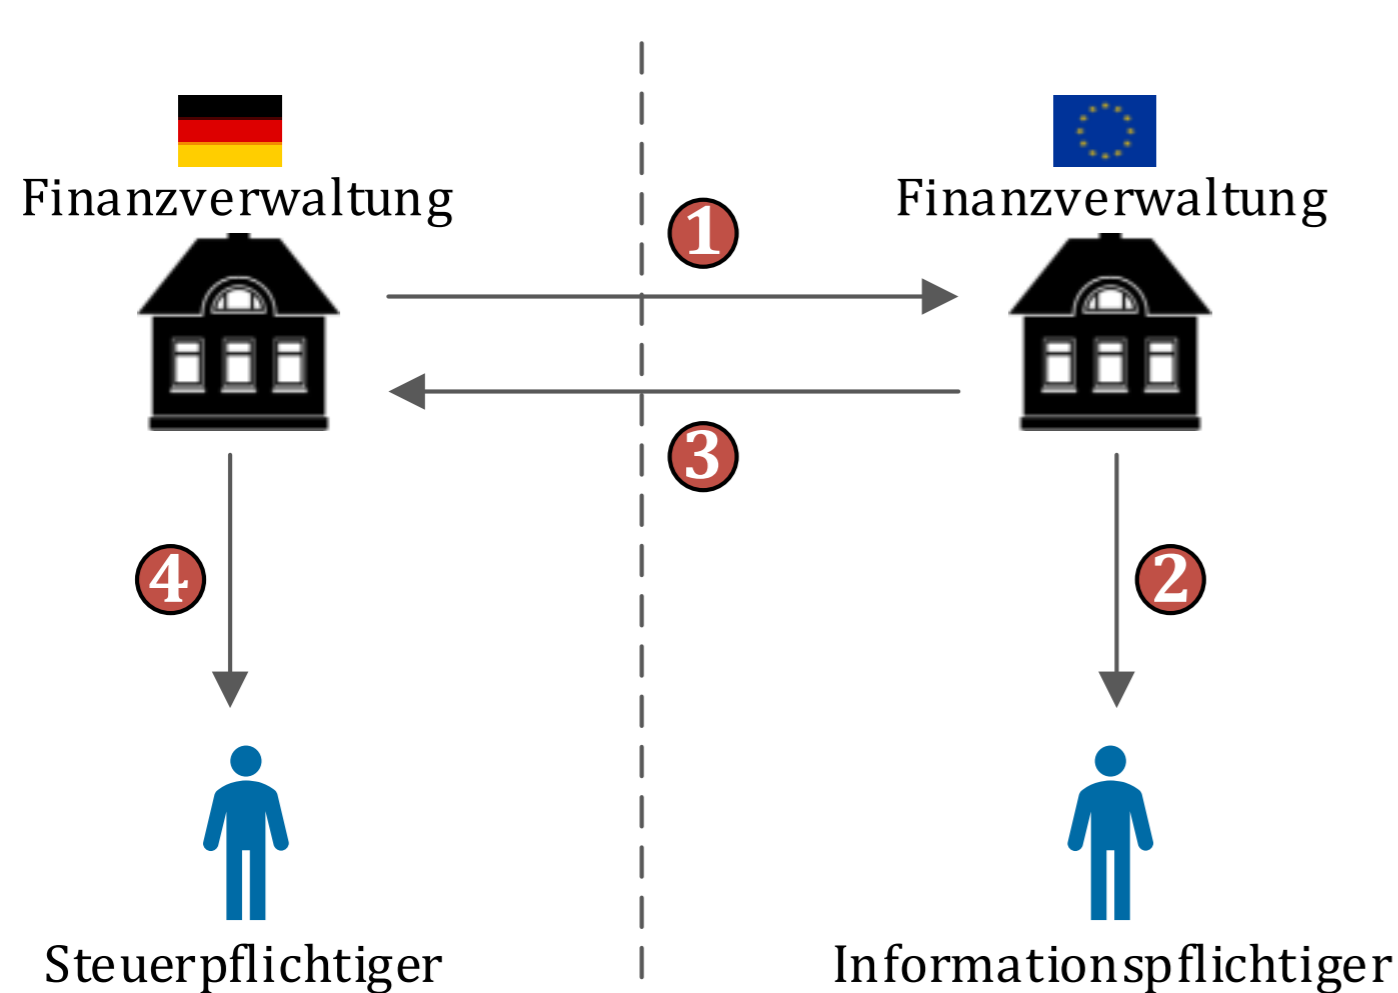 Finanzverwaltung
Finanzverwaltung
1
3
4
2
Steuerpflichtiger
Informationspflichtiger